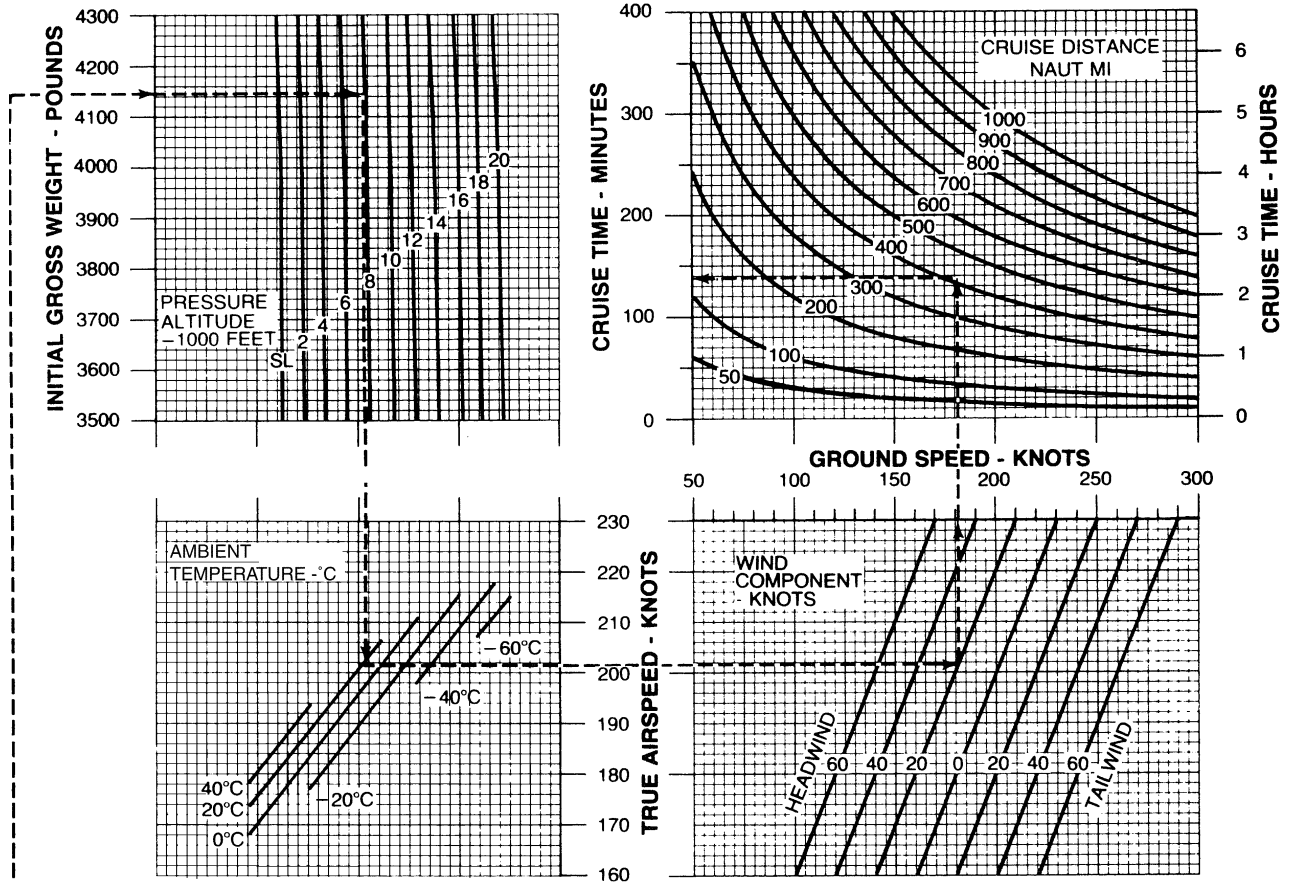 INITIAL GROSS WEIGHT - POUNDS
4300
4200
4100
4000
3900
3800
3700
3600
3500
PRESSURE
ALTITUDE
–1000 FEET
SL
2
4
6
8
10
12
14
16
18
20
CRUISE TIME - MINUTES
400
300
200
100
0
CRUISE DISTANCE
NAUT MI
1000
900
800
700
600
500
400
300
200
100
50
CRUISE TIME - HOURS
6
5
4
3
2
1
0
GROUND SPEED - KNOTS
50 100 150 200 250 300
AMBIENT
TEMPERATURE -°C
40°C
20°C
0°C
–20°C
–40°C
–60°C
TRUE AIRSPEED - KNOTS
230
220
210
200
190
180
170
160
WIND
COMPONENT
- KNOTS
HEADWIND
60 40 20 0 20 40 60
TAILWIND